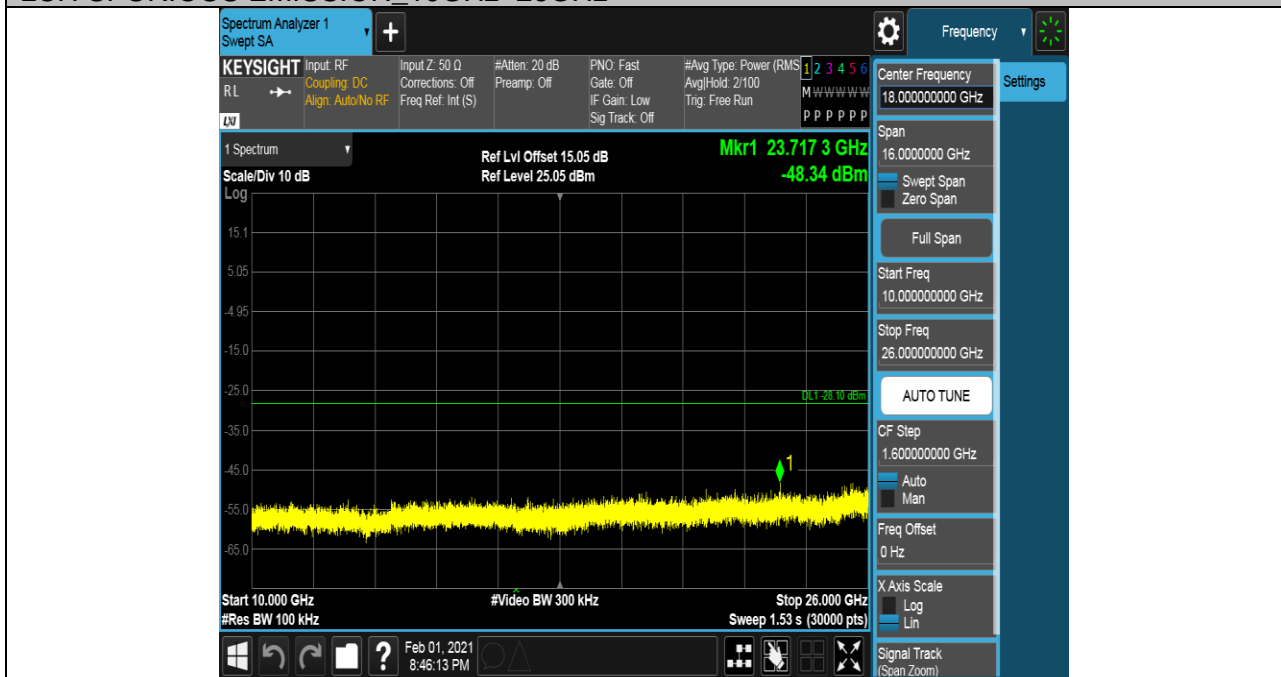 Spectrum Analyzer 1
Swept SA
+
Frequency
KEYSIGHT
RL
LXI
Input: RF
Coupling: DC
Align: Auto/No RF
Input Z: 50 Ω
Corrections: Off
Freq Ref: Int (S)
#Atten: 20 dB
Preamp: Off
PNO: Fast
Gate: Off
IF Gain: Low
Sig Track: Off
#Avg Type: Power (RMS
Avg|Hold: 2/100
Trig: Free Run
1 2 3 4 5 6
M W W W W W
P P P P P P
1 Spectrum
Scale/Div 10 dB
Ref Lvl Offset 15.05 dB
Ref Level 25.05 dBm
Mkr1 23.717 3 GHz
-48.34 dBm
Log
15.1
5.05
-4.95
-15.0
-25.0
DL1 -28.10 dBm
-35.0
-45.0
1
-55.0
-65.0
Start 10.000 GHz
#Video BW 300 kHz
Stop 26.000 GHz
#Res BW 100 kHz
Sweep 1.53 s (30000 pts)
Center Frequency
18.000000000 GHz
Settings
Span
16.0000000 GHz
Swept Span
Zero Span
Full Span
Start Freq
10.000000000 GHz
Stop Freq
26.000000000 GHz
AUTO TUNE
CF Step
1.600000000 GHz
Auto
Man
Freq Offset
0 Hz
X Axis Scale
Log
Lin
Signal Track
(Span Zoom)
?
Feb 01, 2021
8:46:13 PM